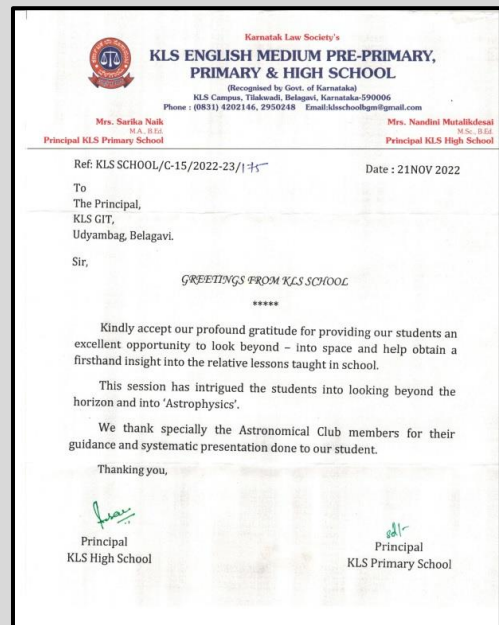 Karnatak Law Society's
KLS ENGLISH MEDIUM PRE-PRIMARY,
PRIMARY & HIGH SCHOOL
(Recognised by Govt. of Karnataka)
KLS Campus, Tilakwadi, Belagavi, Karnataka-590006
Phone : (0831) 4202146, 2950248 Email:klsschoolbgm@gmail.com
Mrs. Sarika Naik
M.A., B.Ed.
Principal KLS Primary School
Mrs. Nandini Mutalikdesai
M.Sc., B.Ed.
Principal KLS High School
Ref: KLS SCHOOL/C-15/2022-23/175
Date : 21NOV 2022
To
The Principal,
KLS GIT,
Udyambag, Belagavi.
Sir,
GREETINGS FROM KLS SCHOOL
*****
Kindly accept our profound gratitude for providing our students an
excellent opportunity to look beyond – into space and help obtain a
firsthand insight into the relative lessons taught in school.
This session has intrigued the students into looking beyond the
horizon and into 'Astrophysics'.
We thank specially the Astronomical Club members for their
guidance and systematic presentation done to our student.
Thanking you,
Principal
KLS High School
sd/-
Principal
KLS Primary School